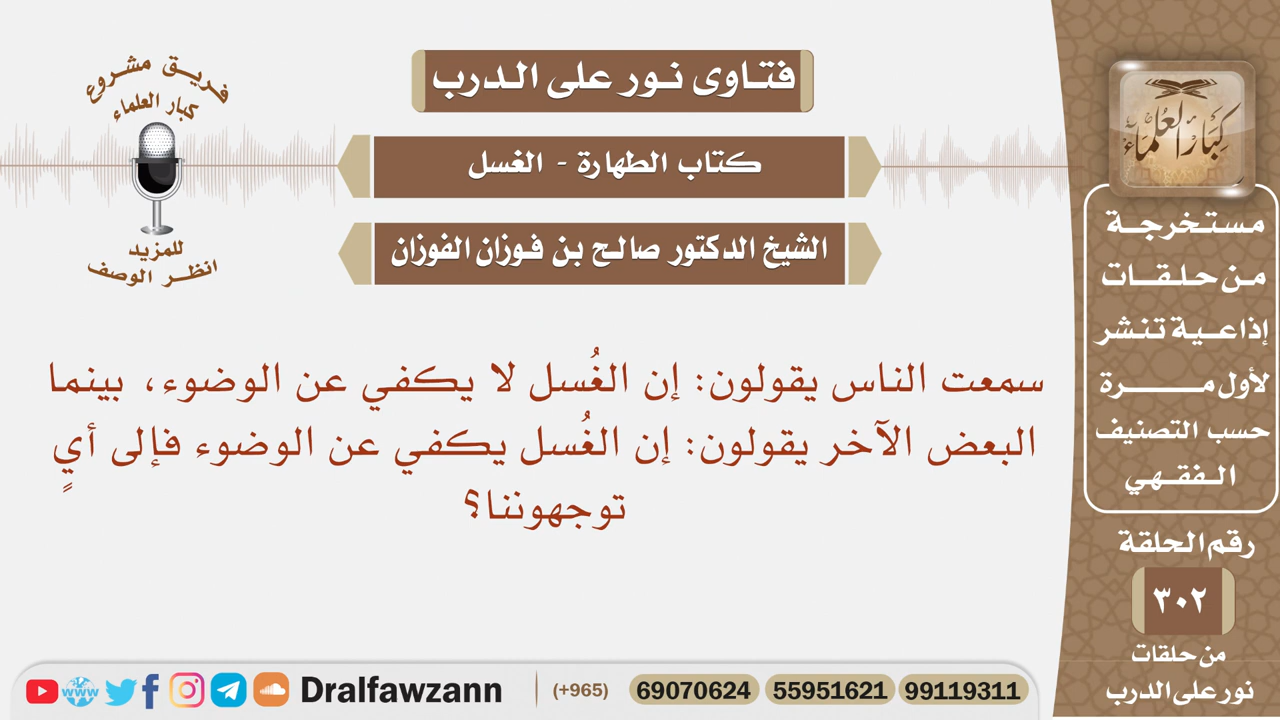 فريق مشروع
كبار العلماء
للمزيد
انظر الوصف
فتاوى نور على الدرب
كتاب الطهارة - الغسل
الشيخ الدكتور صالح بن فوزان الفوزان
سمعت الناس يقولون: إن الغُسل لا يكفي عن الوضوء، بينما
البعض الآخر يقولون: إن الغُسل يكفي عن الوضوء فإلى أيٍ
توجهوننا؟
كبار العلماء
مستخرجة
من حلقات
إذاعية تنشر
لأول مرة
حسب التصنيف
الفقهي
رقم الحلقة
٣٠٢
من حلقات
نور على الدرب
www
Dralfawzann
(+965)
69070624
55951621
99119311